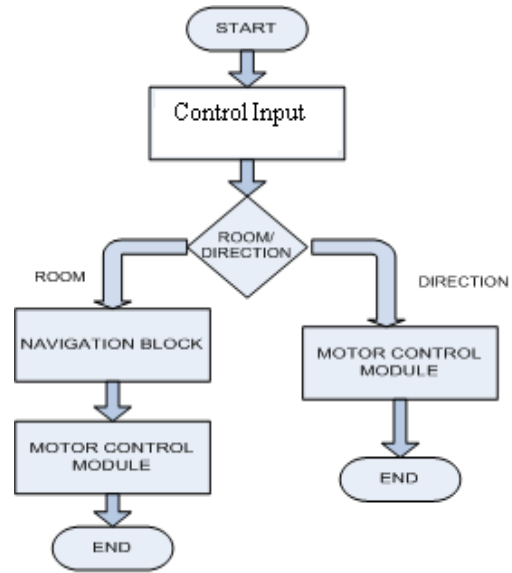 START
Control Input
ROOM/
DIRECTION
ROOM
DIRECTION
NAVIGATION BLOCK
MOTOR CONTROL
MODULE
MOTOR CONTROL
MODULE
END
END